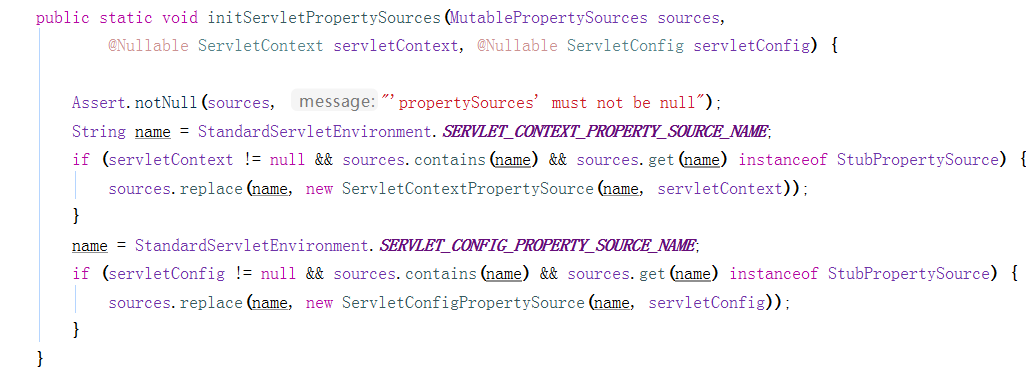 public static void initServletPropertySources(MutablePropertySources sources,
        @Nullable ServletContext servletContext, @Nullable ServletConfig servletConfig) {

    Assert.notNull(sources, message: "'propertySources' must not be null");
    String name = StandardServletEnvironment.SERVLET_CONTEXT_PROPERTY_SOURCE_NAME;
    if (servletContext != null && sources.contains(name) && sources.get(name) instanceof StubPropertySource) {
        sources.replace(name, new ServletContextPropertySource(name, servletContext));
    }
    name = StandardServletEnvironment.SERVLET_CONFIG_PROPERTY_SOURCE_NAME;
    if (servletConfig != null && sources.contains(name) && sources.get(name) instanceof StubPropertySource) {
        sources.replace(name, new ServletConfigPropertySource(name, servletConfig));
    }
}